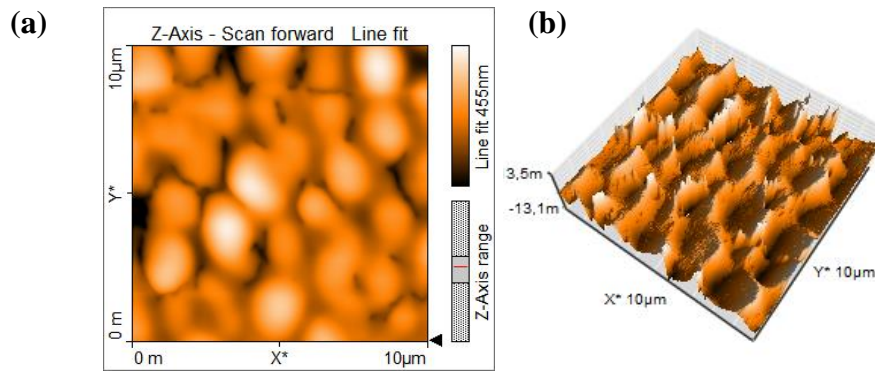 (a)
Z-Axis - Scan forward Line fit
10µm
Y*
0 m
0 m
X*
10µm
Line fit 455nm
Z-Axis range
(b)
3,5m
-13,1m
X* 10µm
Y* 10µm